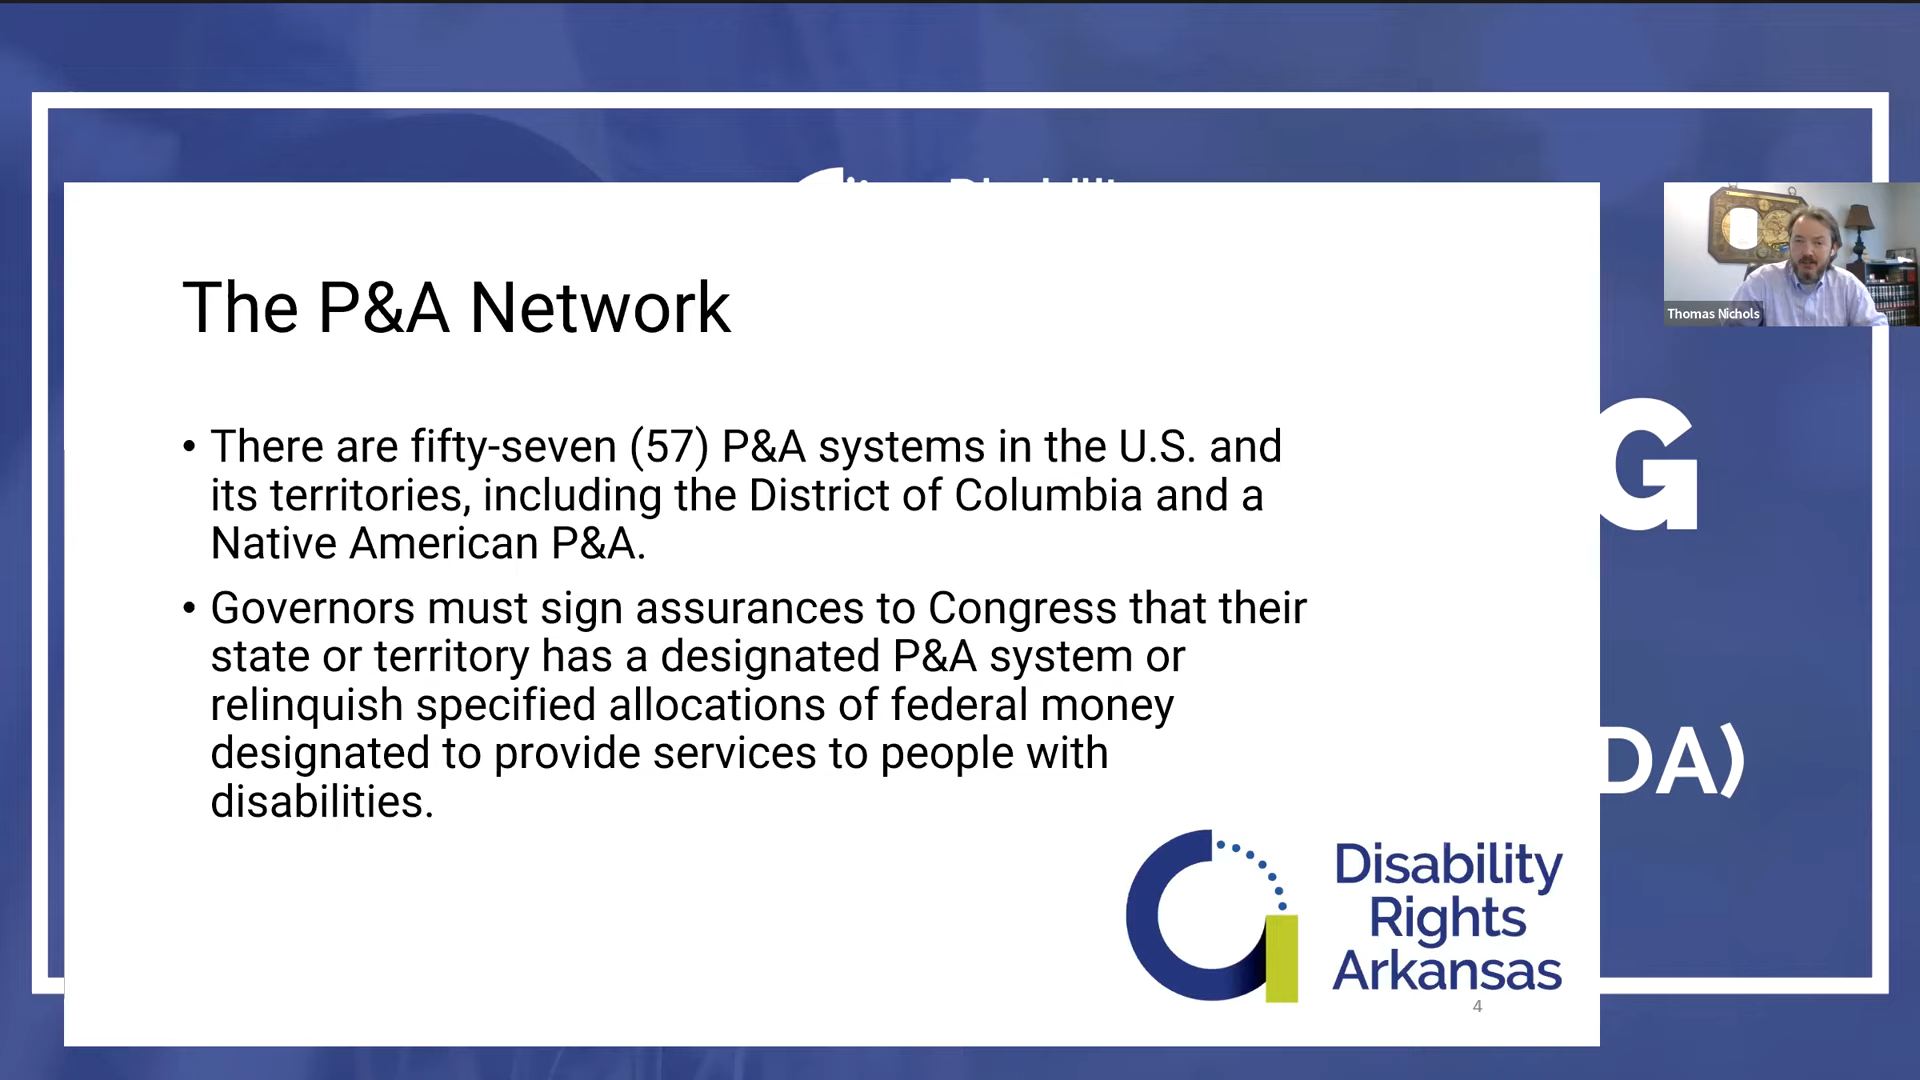 The P&A Network
• There are fifty-seven (57) P&A systems in the U.S. and
its territories, including the District of Columbia and a
Native American P&A.
• Governors must sign assurances to Congress that their
state or territory has a designated P&A system or
relinquish specified allocations of federal money
designated to provide services to people with
disabilities.
Disability
Rights
Arkansas
4
Thomas Nichols
G
DA)